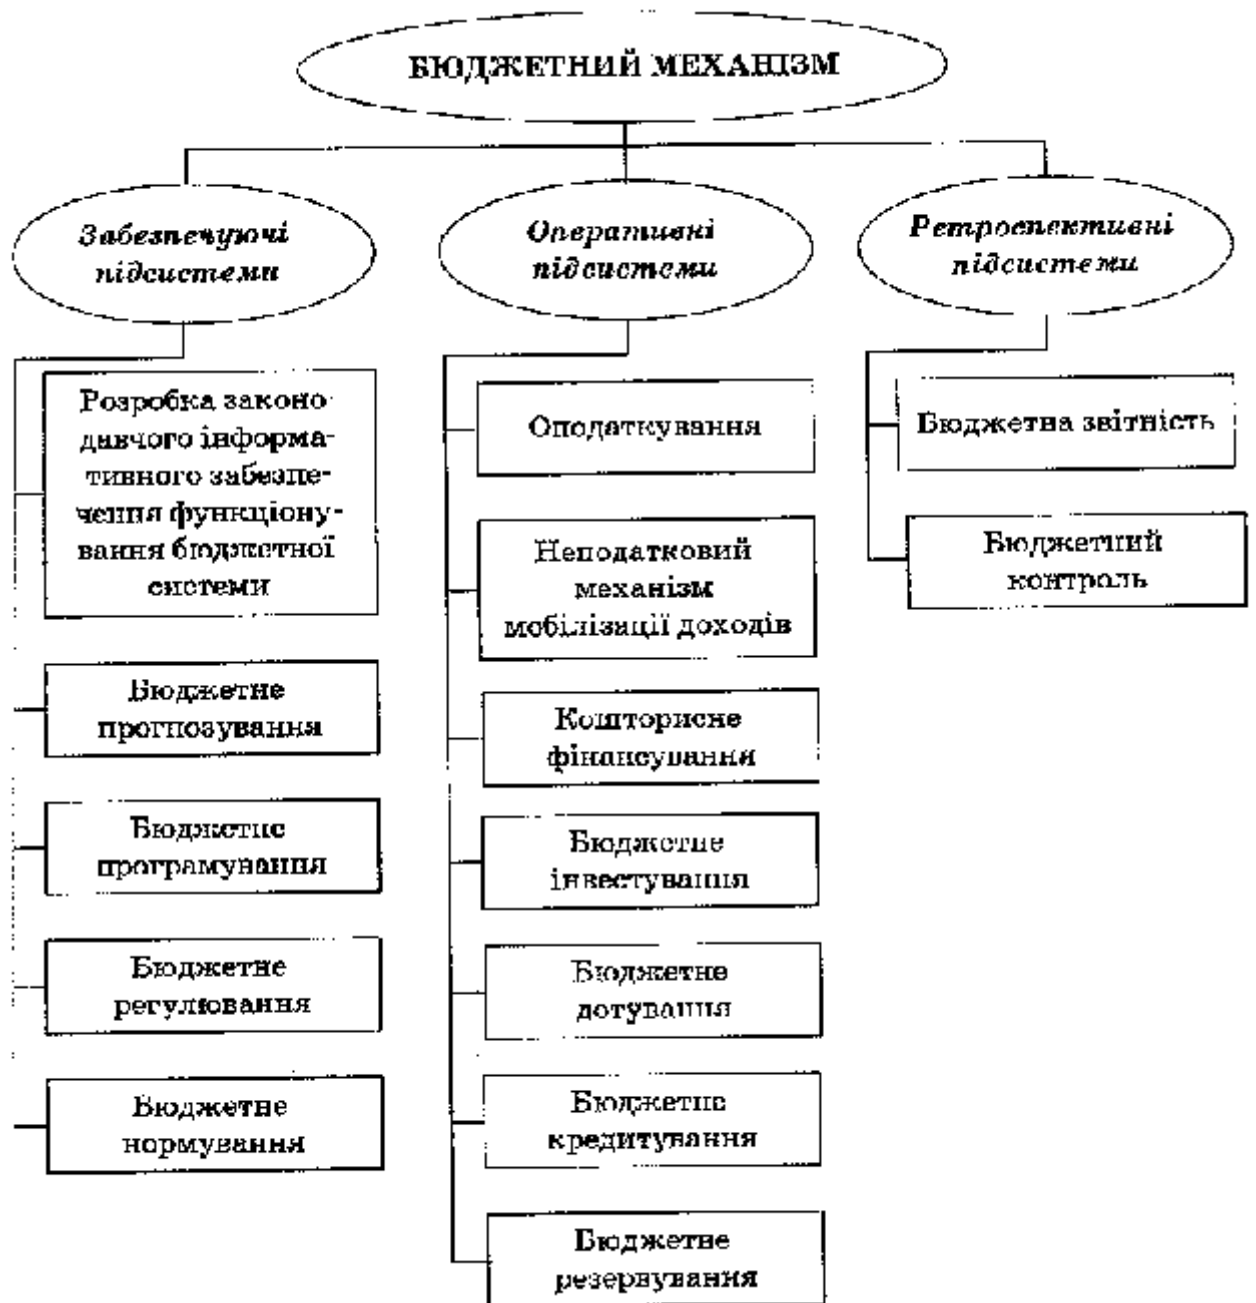 БЮДЖЕТНИЙ МЕХАНІЗМ
Забезпечуючі
підсистеми
Оперативні
підсистеми
Ретроспективні
підсистеми
Розробка законо-
давчого інформа-
тивного забезпе-
чення функціону-
вання бюджетної
системи
Бюджетне
прогнозування
Бюджетне
програмування
Бюджетне
регулювання
Бюджетне
нормування
Оподаткування
Неподатковий
механізм
мобілізації доходів
Кошторисне
фінансування
Бюджетне
інвестування
Бюджетне
дотування
Бюджетне
кредитування
Бюджетне
резервування
Бюджетна звітність
Бюджетний
контроль